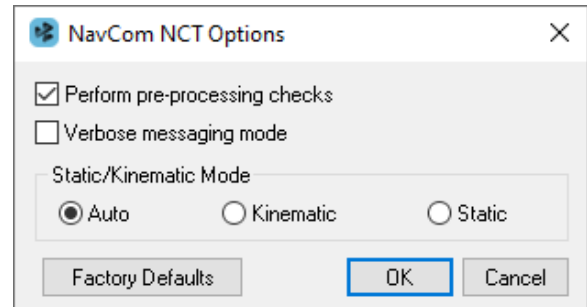 NavCom NCT Options
Perform pre-processing checks
Verbose messaging mode
Static/Kinematic Mode
Auto Kinematic Static
Factory Defaults OK Cancel